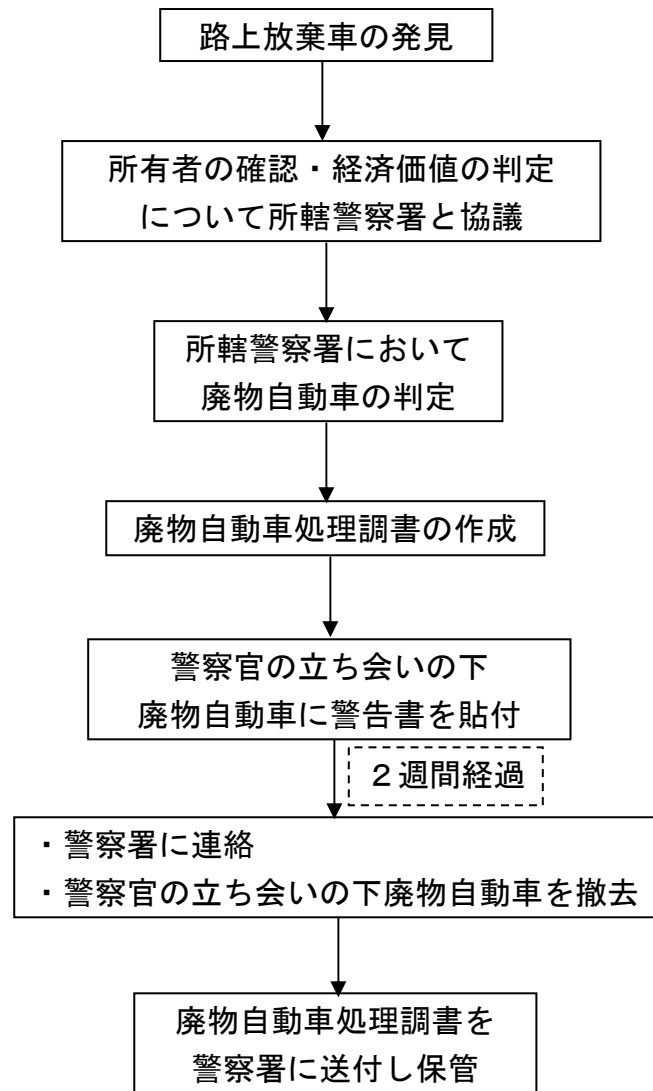 路上放棄車の発見
所有者の確認・経済価値の判定
について所轄警察署と協議
所轄警察署において
廃物自動車の判定
廃物自動車処理調書の作成
警察官の立ち会いの下
廃物自動車に警告書を貼付
２週間経過
・警察署に連絡
・警察官の立ち会いの下廃物自動車を撤去
廃物自動車処理調書を
警察署に送付し保管